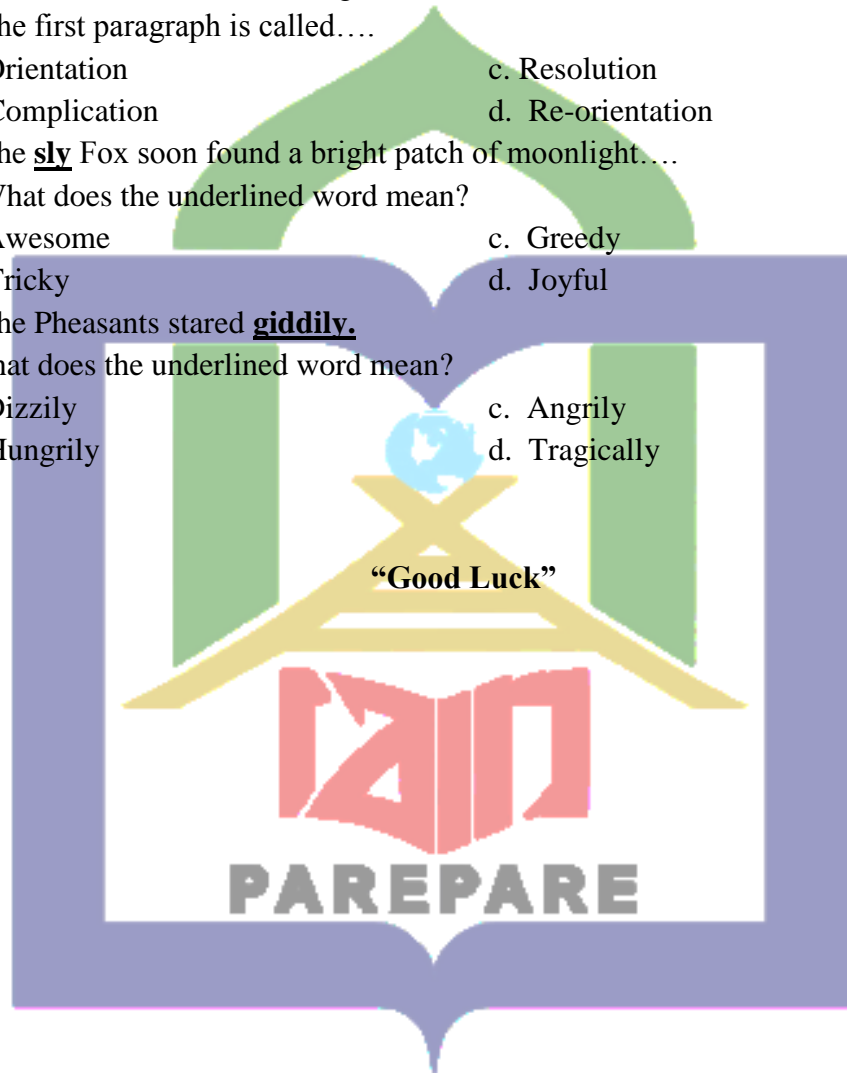 he first paragraph is called….
Orientation c. Resolution
Complication d. Re-orientation
he sly Fox soon found a bright patch of moonlight….
What does the underlined word mean?
Awesome c. Greedy
Tricky d. Joyful
he Pheasants stared giddily.
hat does the underlined word mean?
Dizzily c. Angrily
Hungrily d. Tragically
“Good Luck”
iain
PAREPARE